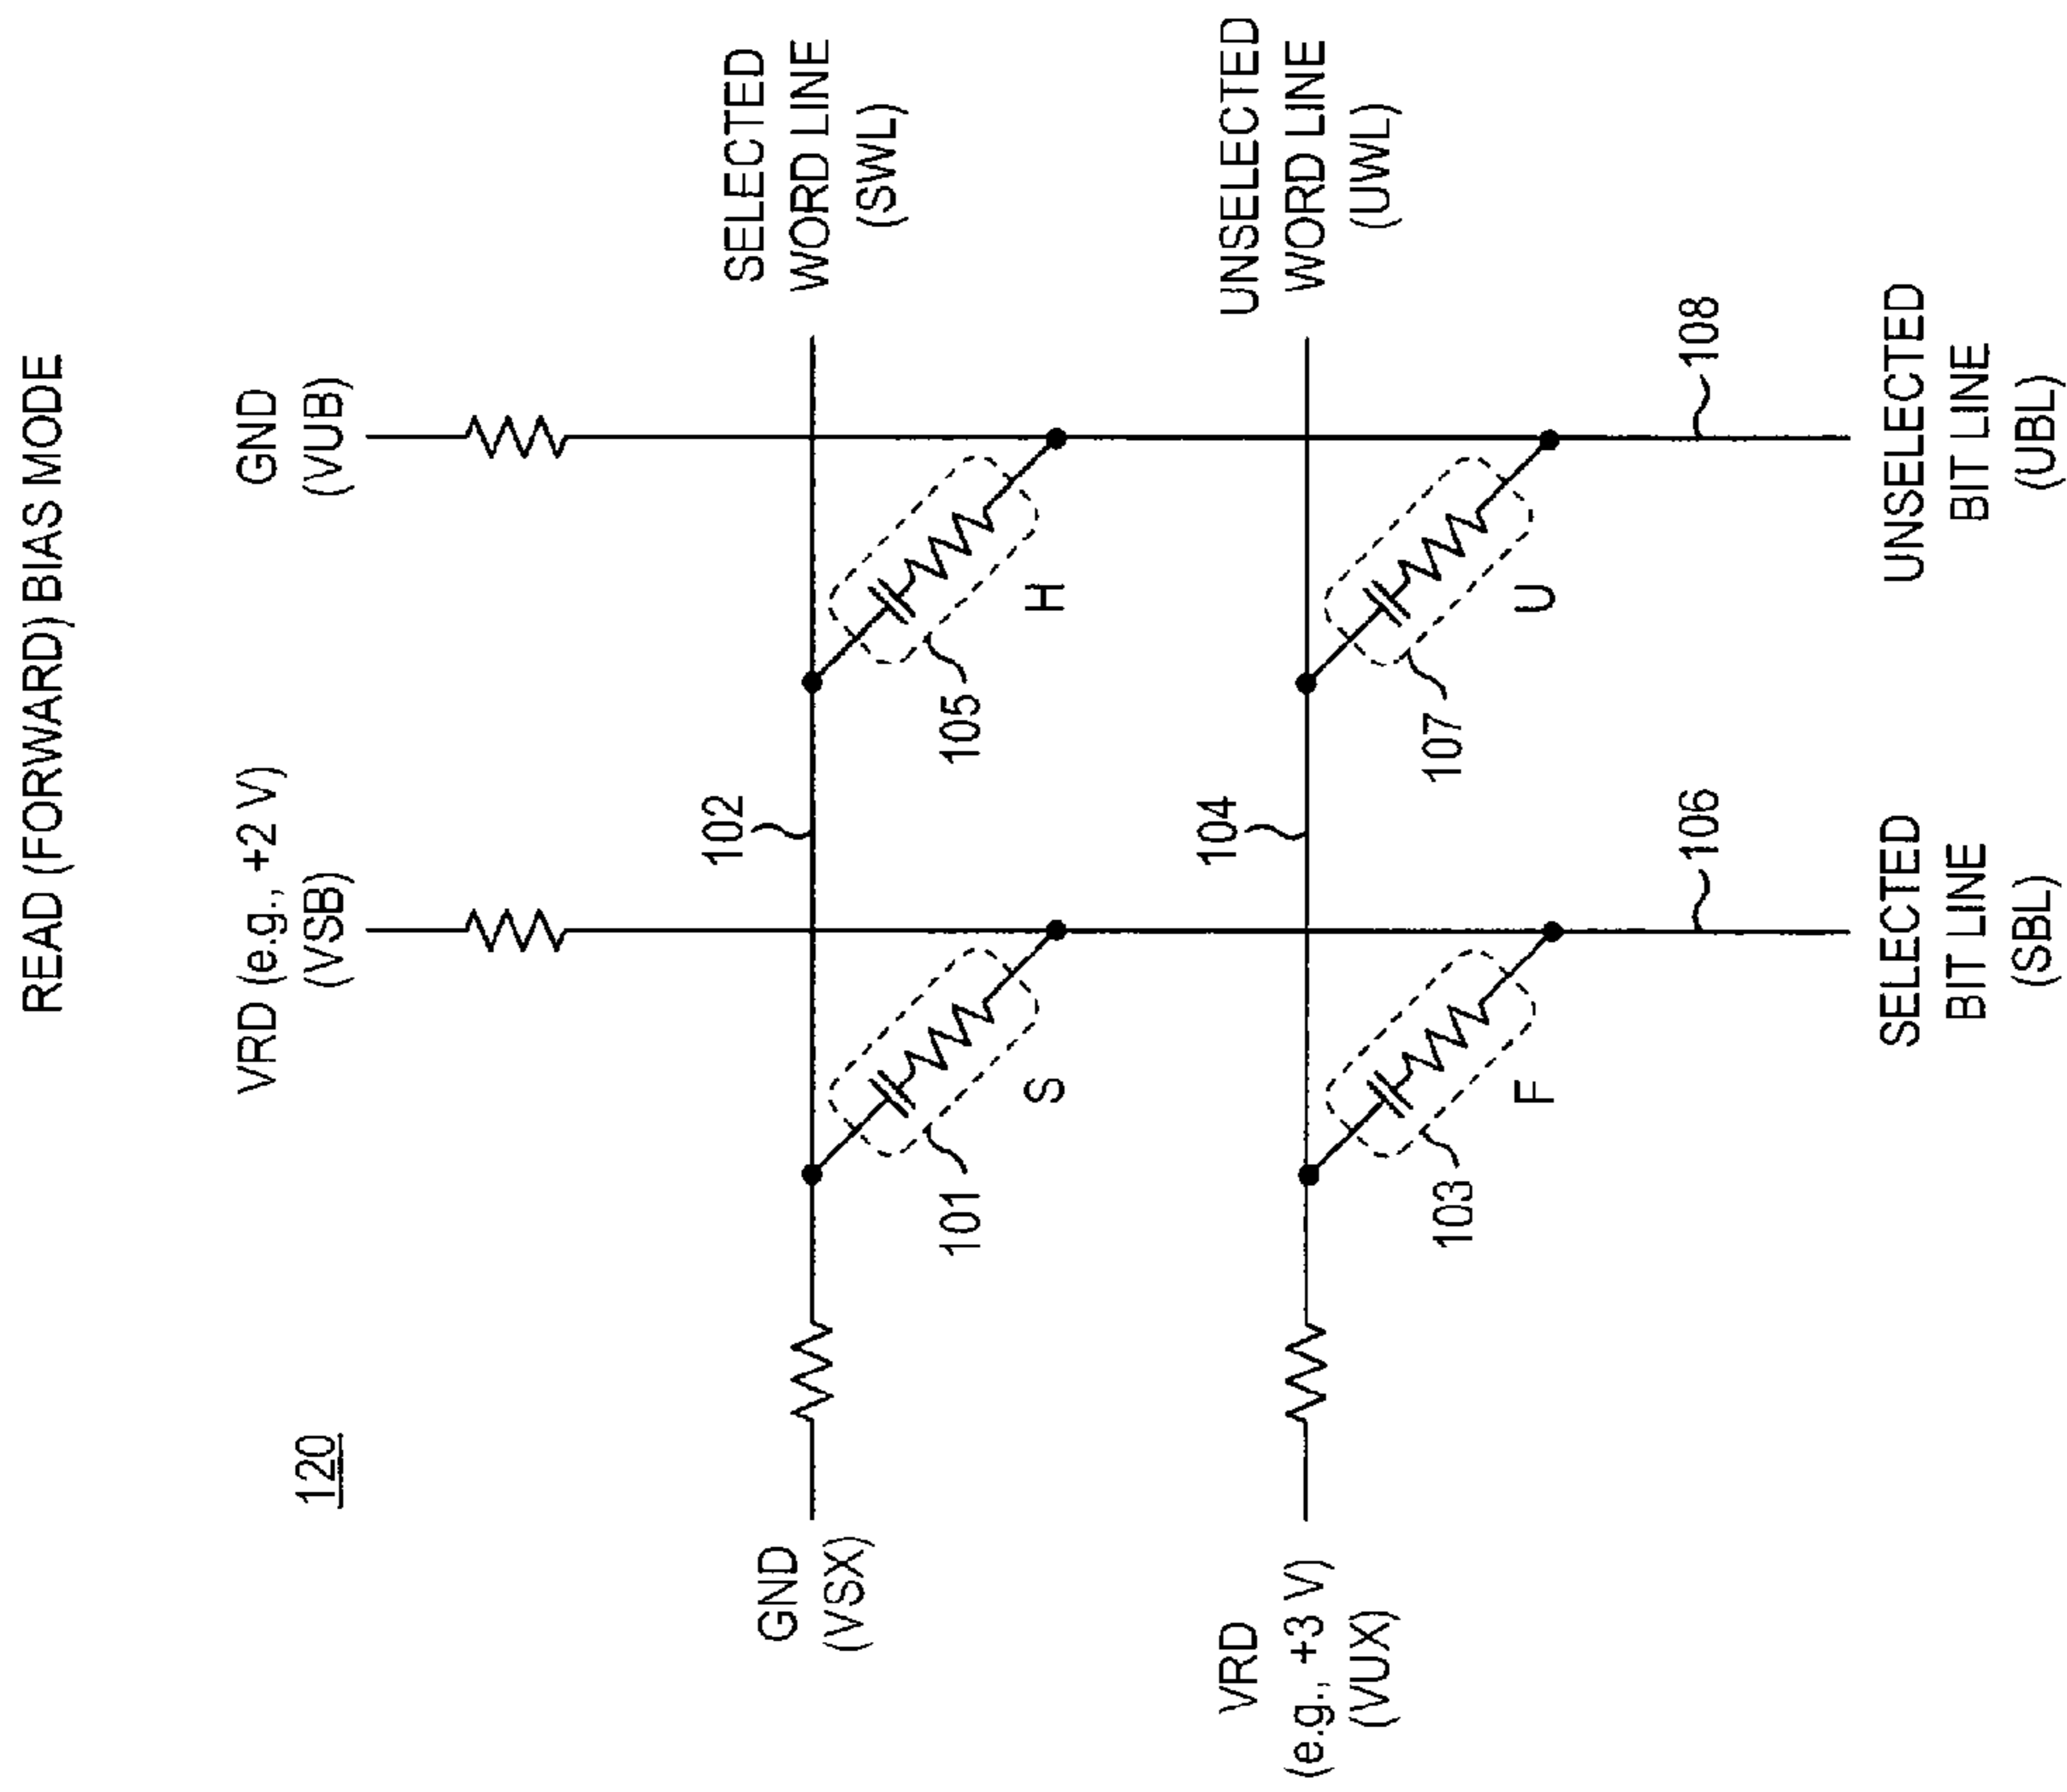 READ (FORWARD) BIAS MODE
120
VRD (e.g., +2 V)
(VSB)
GND
(VUB)
GND
(VSX)
102
SELECTED
WORD LINE
(SWL)
101
S
105
H
VRD
(e.g., +3 V)
(VUX)
104
UNSELECTED
WORD LINE
(UWL)
103
F
107
U
106
108
SELECTED
BIT LINE
(SBL)
UNSELECTED
BIT LINE
(UBL)